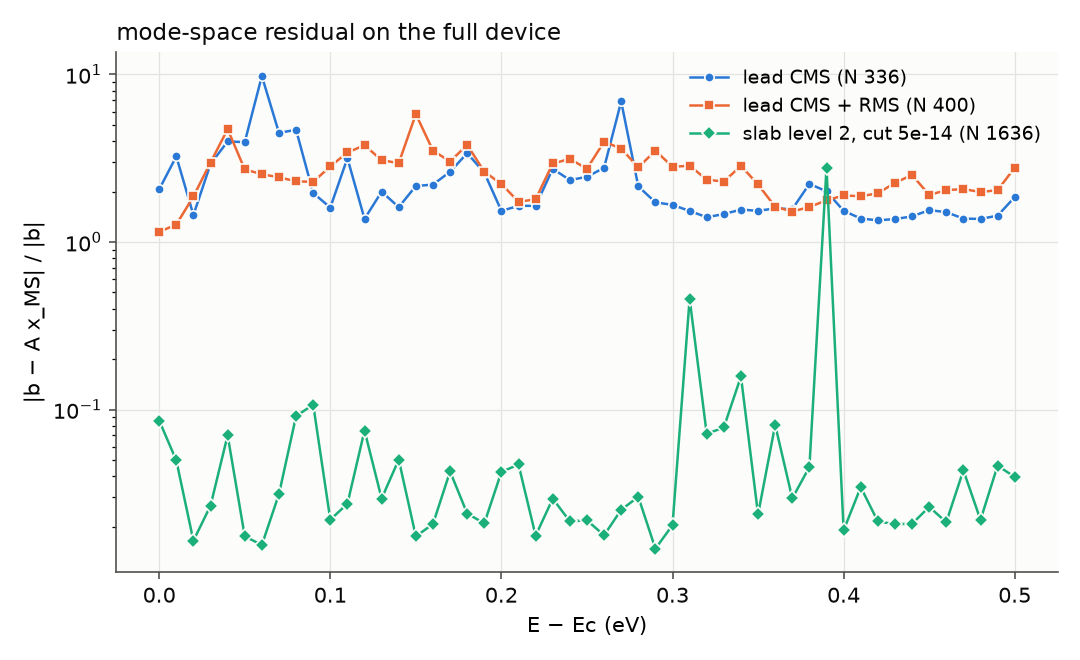 mode-space residual on the full device
lead CMS (N 336)
lead CMS + RMS (N 400)
slab level 2, cut 5e-14 (N 1636)
|b − A x_MS| / |b|
10¹
10⁰
10⁻¹
0.0 0.1 0.2 0.3 0.4 0.5
E − Ec (eV)